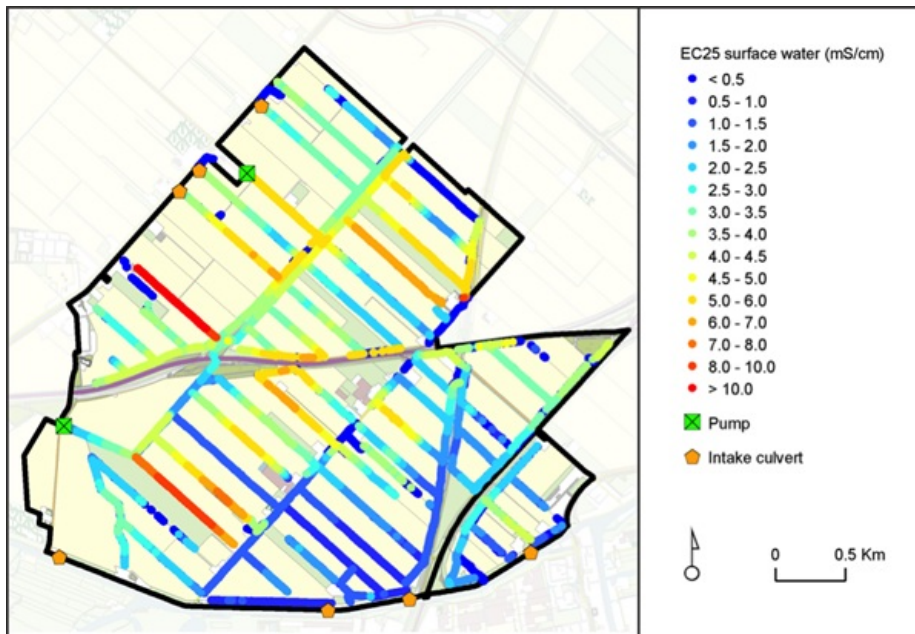 EC25 surface water (mS/cm)
< 0.5
0.5 - 1.0
1.0 - 1.5
1.5 - 2.0
2.0 - 2.5
2.5 - 3.0
3.0 - 3.5
3.5 - 4.0
4.0 - 4.5
4.5 - 5.0
5.0 - 6.0
6.0 - 7.0
7.0 - 8.0
8.0 - 10.0
> 10.0
Pump
Intake culvert
0 0.5 Km